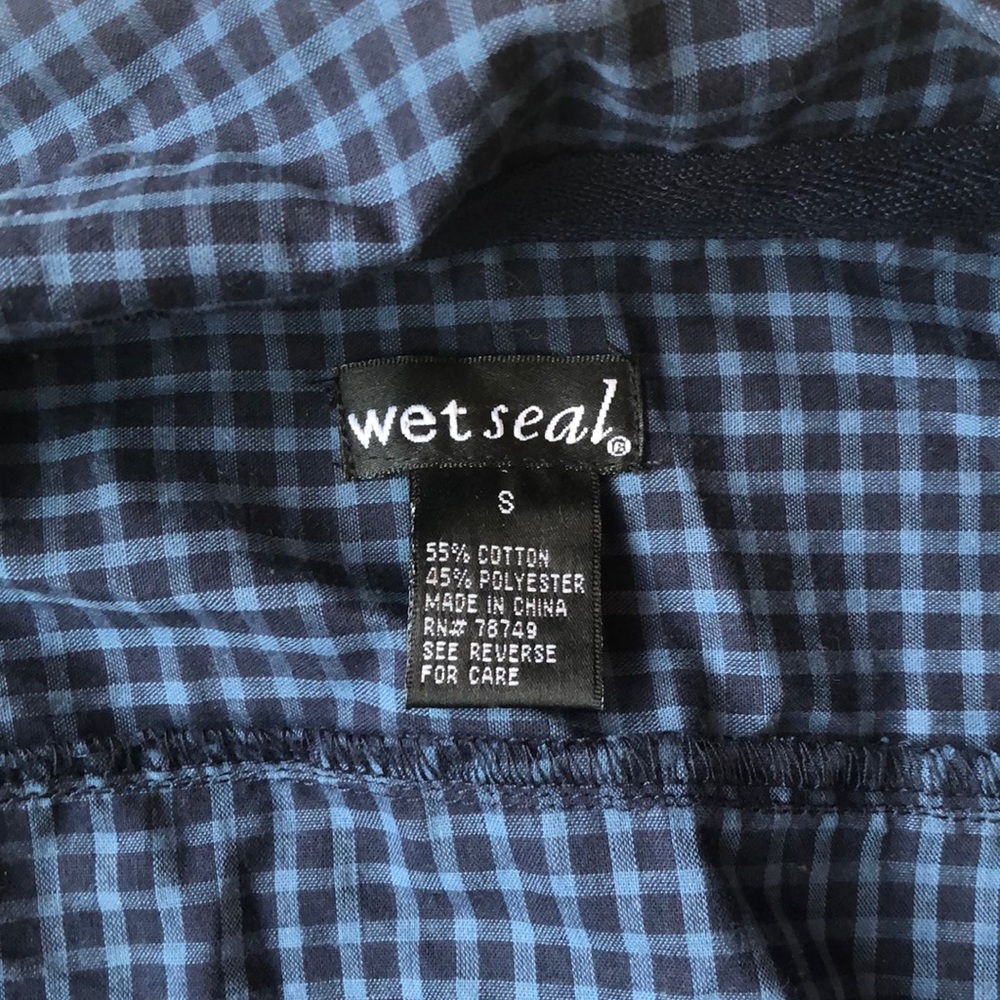 wet seal®
S
55% COTTON
45% POLYESTER
MADE IN CHINA
RN# 78749
SEE REVERSE
FOR CARE